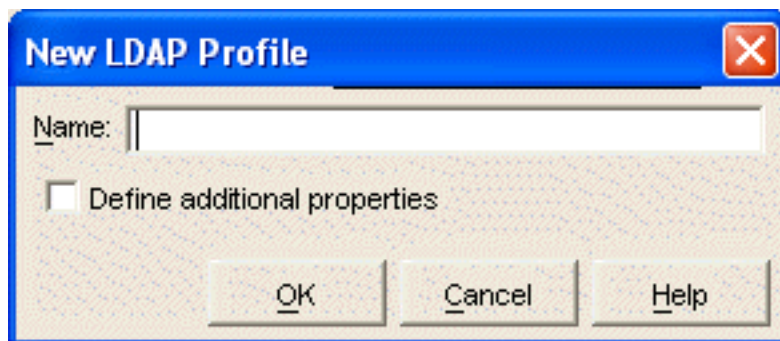 New LDAP Profile
Name:
Define additional properties
OK Cancel Help